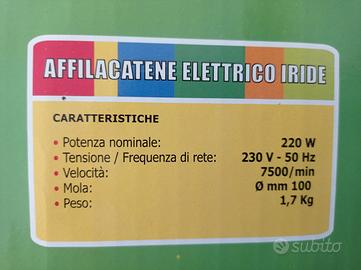 AFFILACATENE ELETTRICO IRIDE
CARATTERISTICHE
• Potenza nominale: 220 W
• Tensione / Frequenza di rete: 230 V - 50 Hz
• Velocità: 7500/min
• Mola: Ø mm 100
• Peso: 1,7 Kg
subito